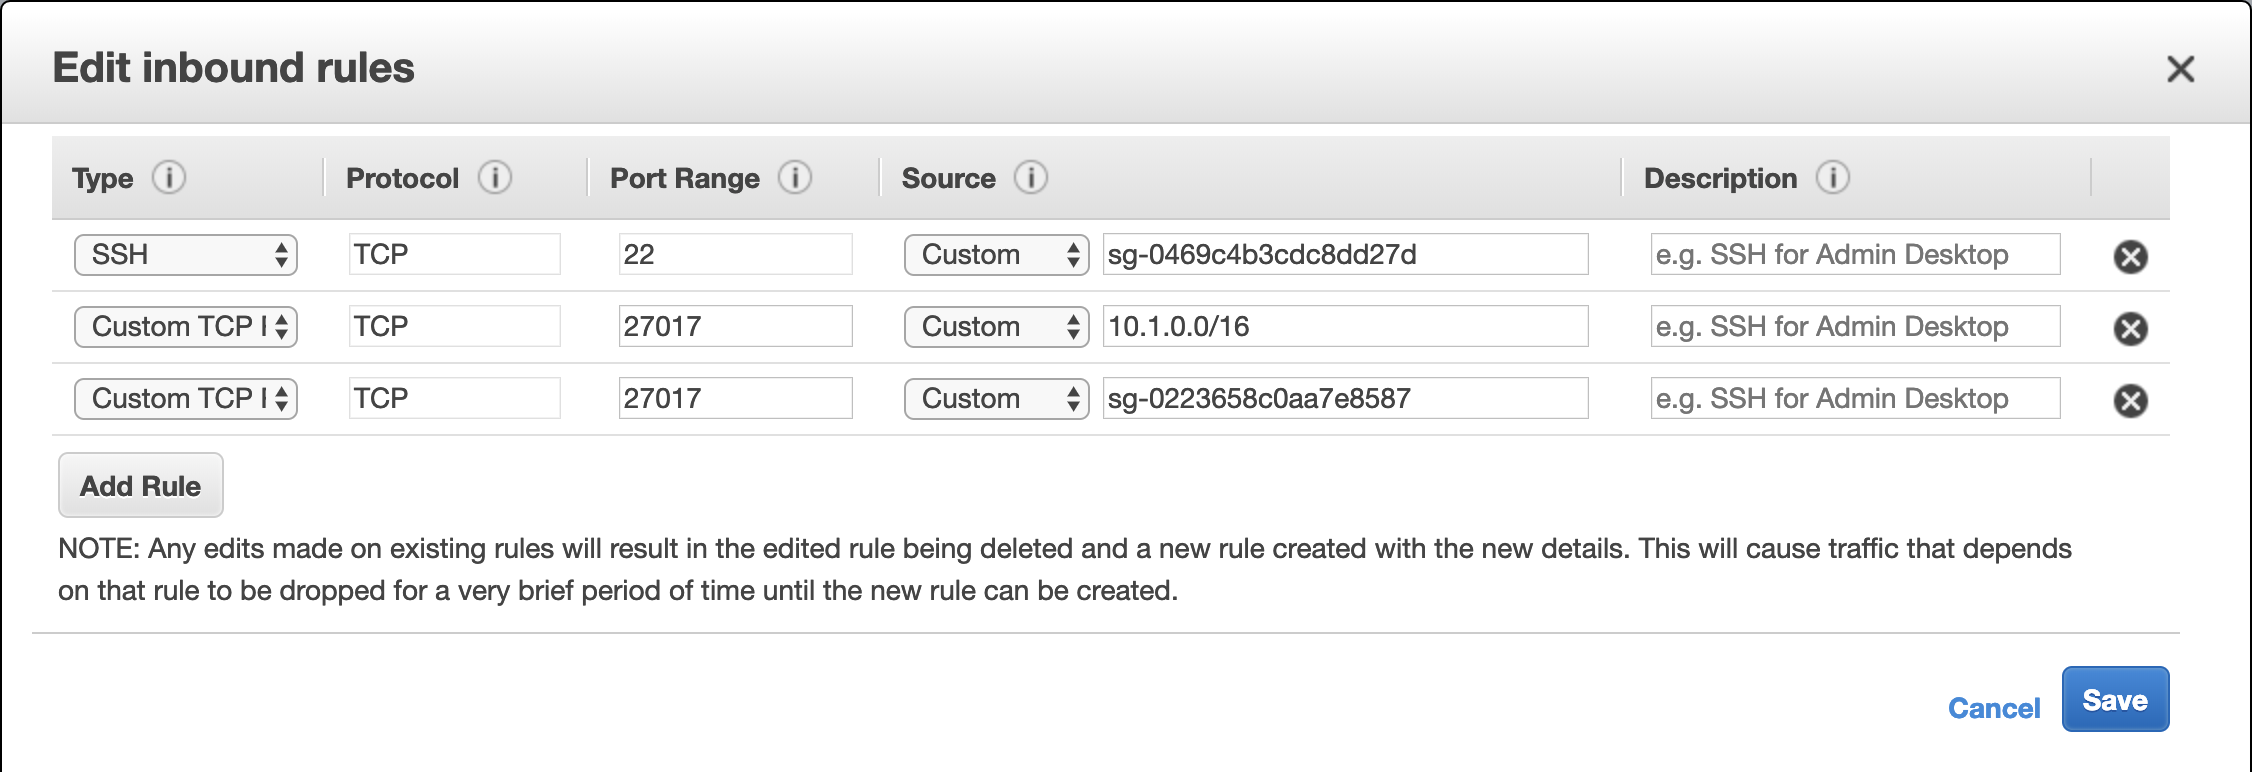 Edit inbound rules
Type Protocol Port Range Source Description
SSH TCP 22 Custom sg-0469c4b3cdc8dd27d e.g. SSH for Admin Desktop
Custom TCP TCP 27017 Custom 10.1.0.0/16 e.g. SSH for Admin Desktop
Custom TCP TCP 27017 Custom sg-0223658c0aa7e8587 e.g. SSH for Admin Desktop
Add Rule
NOTE: Any edits made on existing rules will result in the edited rule being deleted and a new rule created with the new details. This will cause traffic that depends
on that rule to be dropped for a very brief period of time until the new rule can be created.
Cancel Save